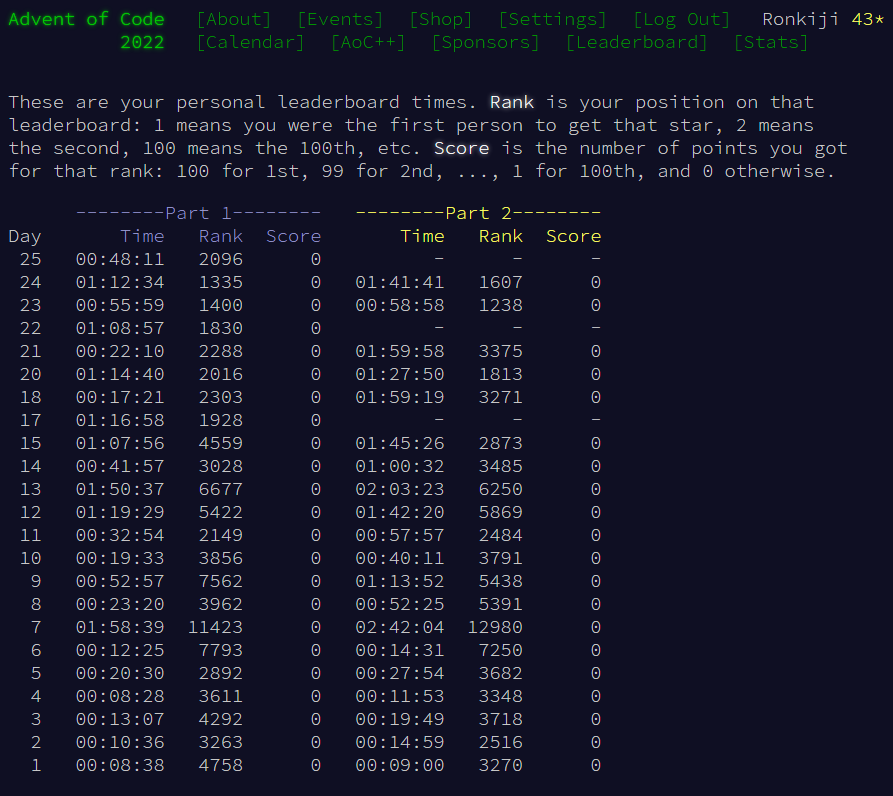 Advent of Code [About] [Events] [Shop] [Settings] [Log Out] Ronkiji 43*
2022 [Calendar] [AoC++] [Sponsors] [Leaderboard] [Stats]
These are your personal leaderboard times. Rank is your position on that
leaderboard: 1 means you were the first person to get that star, 2 means
the second, 100 means the 100th, etc. Score is the number of points you got
for that rank: 100 for 1st, 99 for 2nd, ..., 1 for 100th, and 0 otherwise.
--------Part 1-------- --------Part 2--------
Day Time Rank Score Time Rank Score
25 00:48:11 2096 0 - - -
24 01:12:34 1335 0 01:41:41 1607 0
23 00:55:59 1400 0 00:58:58 1238 0
22 01:08:57 1830 0 - - -
21 00:22:10 2288 0 01:59:58 3375 0
20 01:14:40 2016 0 01:27:50 1813 0
18 00:17:21 2303 0 01:59:19 3271 0
17 01:16:58 1928 0 - - -
15 01:07:56 4559 0 01:45:26 2873 0
14 00:41:57 3028 0 01:00:32 3485 0
13 01:50:37 6677 0 02:03:23 6250 0
12 01:19:29 5422 0 01:42:20 5869 0
11 00:32:54 2149 0 00:57:57 2484 0
10 00:19:33 3856 0 00:40:11 3791 0
9 00:52:57 7562 0 01:13:52 5438 0
8 00:23:20 3962 0 00:52:25 5391 0
7 01:58:39 11423 0 02:42:04 12980 0
6 00:12:25 7793 0 00:14:31 7250 0
5 00:20:30 2892 0 00:27:54 3682 0
4 00:08:28 3611 0 00:11:53 3348 0
3 00:13:07 4292 0 00:19:49 3718 0
2 00:10:36 3263 0 00:14:59 2516 0
1 00:08:38 4758 0 00:09:00 3270 0